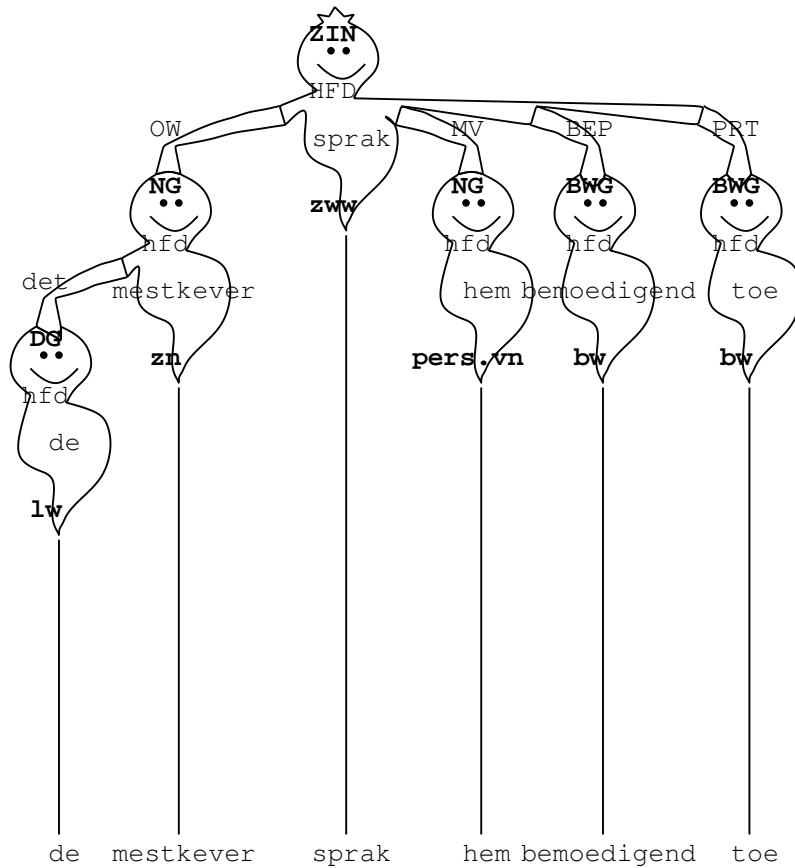 ZIN
HFD
OW sprak MV BEP PRT
NG zww NG BWG BWG
hfd hfd hfd hfd
det mestkever hem bemoedigend toe
DG zn pers.vn bw bw
hfd
de
lw
de mestkever sprak hem bemoedigend toe